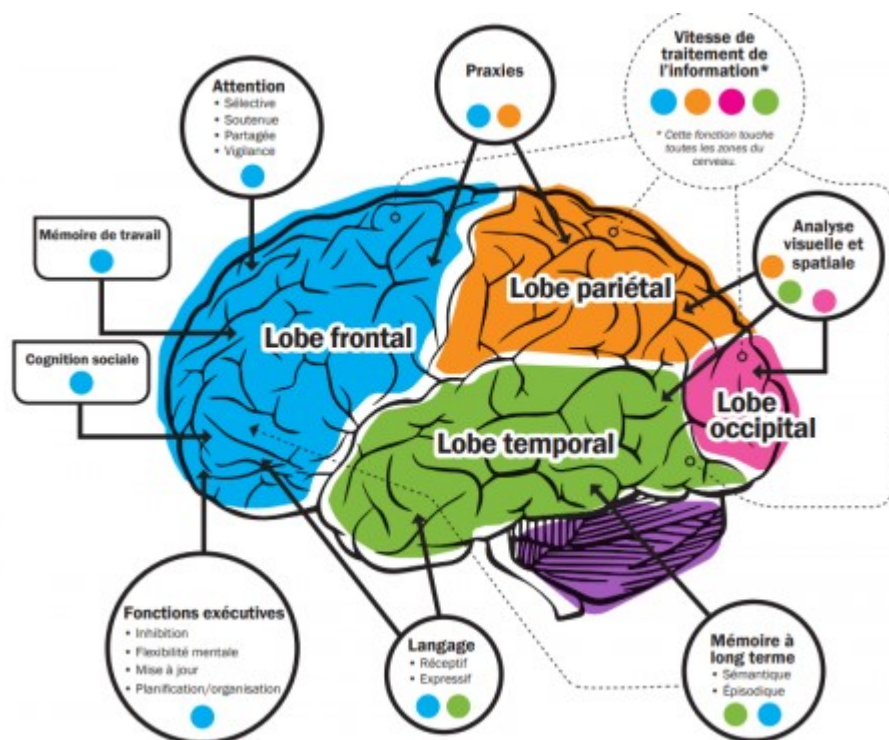 Attention
• Sélective
• Soutenue
• Partagée
• Vigilance
Praxies
Vitesse de
traitement de
l'information*
* Cette fonction touche
toutes les zones du
cerveau.
Mémoire de travail
Analyse
visuelle et
spatiale
Lobe pariétal
Lobe frontal
Cognition sociale
Lobe
occipital
Lobe temporal
Fonctions exécutives
• Inhibition
• Flexibilité mentale
• Mise à jour
• Planification/organisation
Langage
• Réceptif
• Expressif
Mémoire à
long terme
• Sémantique
• Épisodique